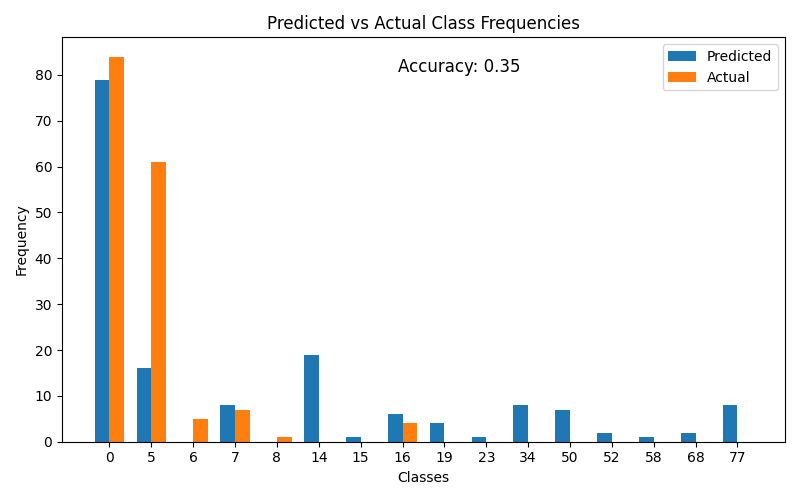 Predicted vs Actual Class Frequencies
Accuracy: 0.35
Predicted
Actual
Frequency
80
70
60
50
40
30
20
10
0
0 5 6 7 8 14 15 16 19 23 34 50 52 58 68 77
Classes